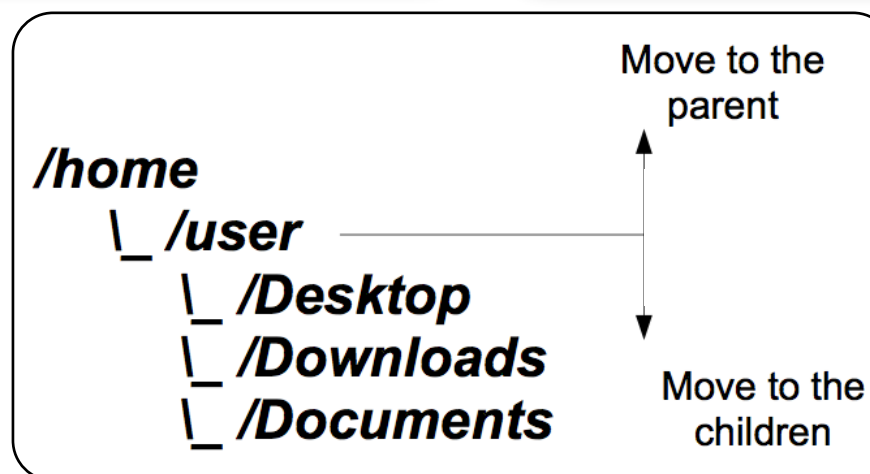 Move to the
parent
/home
\_ /user
\_ /Desktop
\_ /Downloads
\_ /Documents
Move to the
children